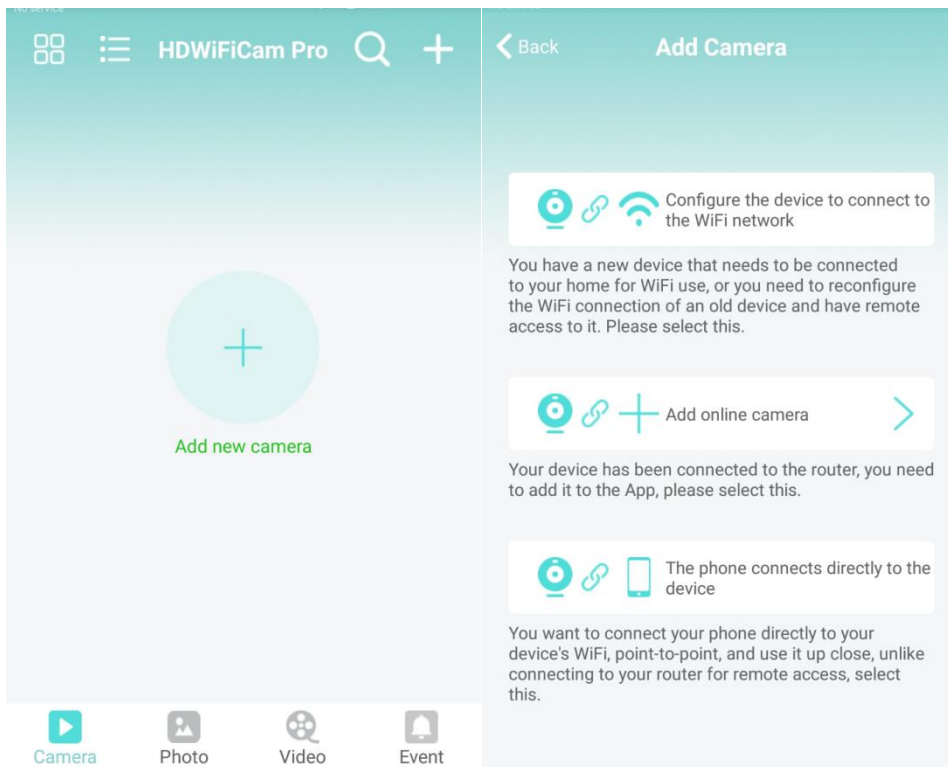 No service
HDWiFiCam Pro
Add new camera
Camera
Photo
Video
Event
Back
Add Camera
Configure the device to connect to
the WiFi network
You have a new device that needs to be connected
to your home for WiFi use, or you need to reconfigure
the WiFi connection of an old device and have remote
access to it. Please select this.
Add online camera
Your device has been connected to the router, you need
to add it to the App, please select this.
The phone connects directly to the
device
You want to connect your phone directly to your
device's WiFi, point-to-point, and use it up close, unlike
connecting to your router for remote access, select
this.